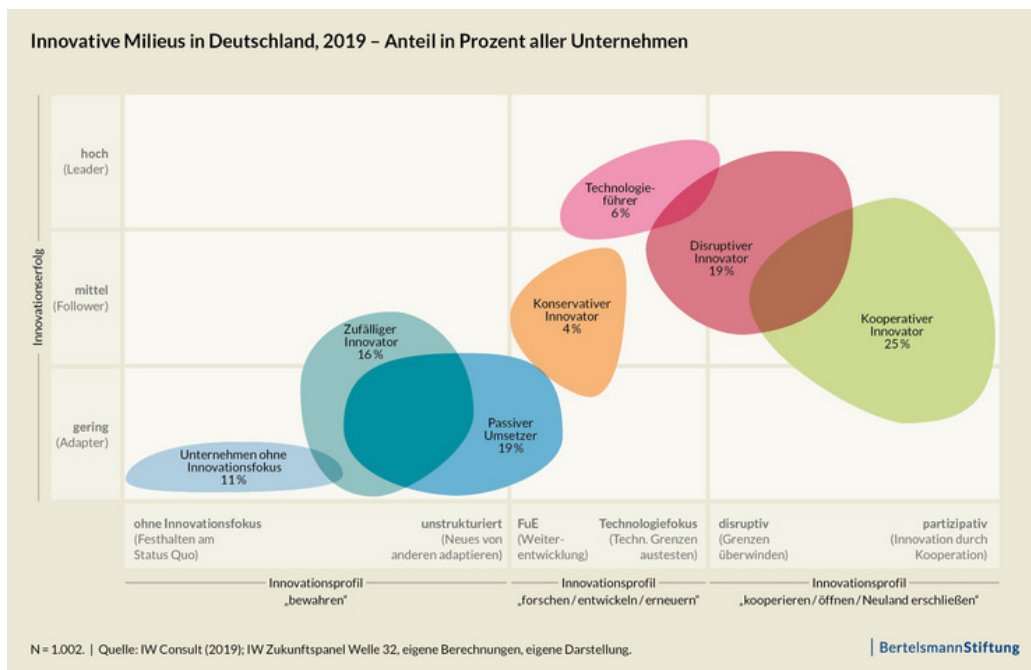 Innovative Milieus in Deutschland, 2019 – Anteil in Prozent aller Unternehmen
Innovationserfolg
hoch
(Leader)
mittel
(Follower)
gering
(Adapter)
Technologie-
führer
6 %
Disruptiver
Innovator
19 %
Konservativer
Innovator
4 %
Kooperativer
Innovator
25 %
Zufälliger
Innovator
16 %
Passiver
Umsetzer
19 %
Unternehmen ohne
Innovationsfokus
11 %
ohne Innovationsfokus
(Festhalten am
Status Quo)
unstrukturiert
(Neues von
anderen adaptieren)
FuE
(Weiter-
entwicklung)
Technologiefokus
(Techn. Grenzen
austesten)
disruptiv
(Grenzen
überwinden)
partizipativ
(Innovation durch
Kooperation)
Innovationsprofil
„bewahren“
Innovationsprofil
„forschen / entwickeln / erneuern“
Innovationsprofil
„kooperieren / öffnen / Neuland erschließen“
N = 1.002. | Quelle: IW Consult (2019); IW Zukunftspanel Welle 32, eigene Berechnungen, eigene Darstellung.
BertelsmannStiftung